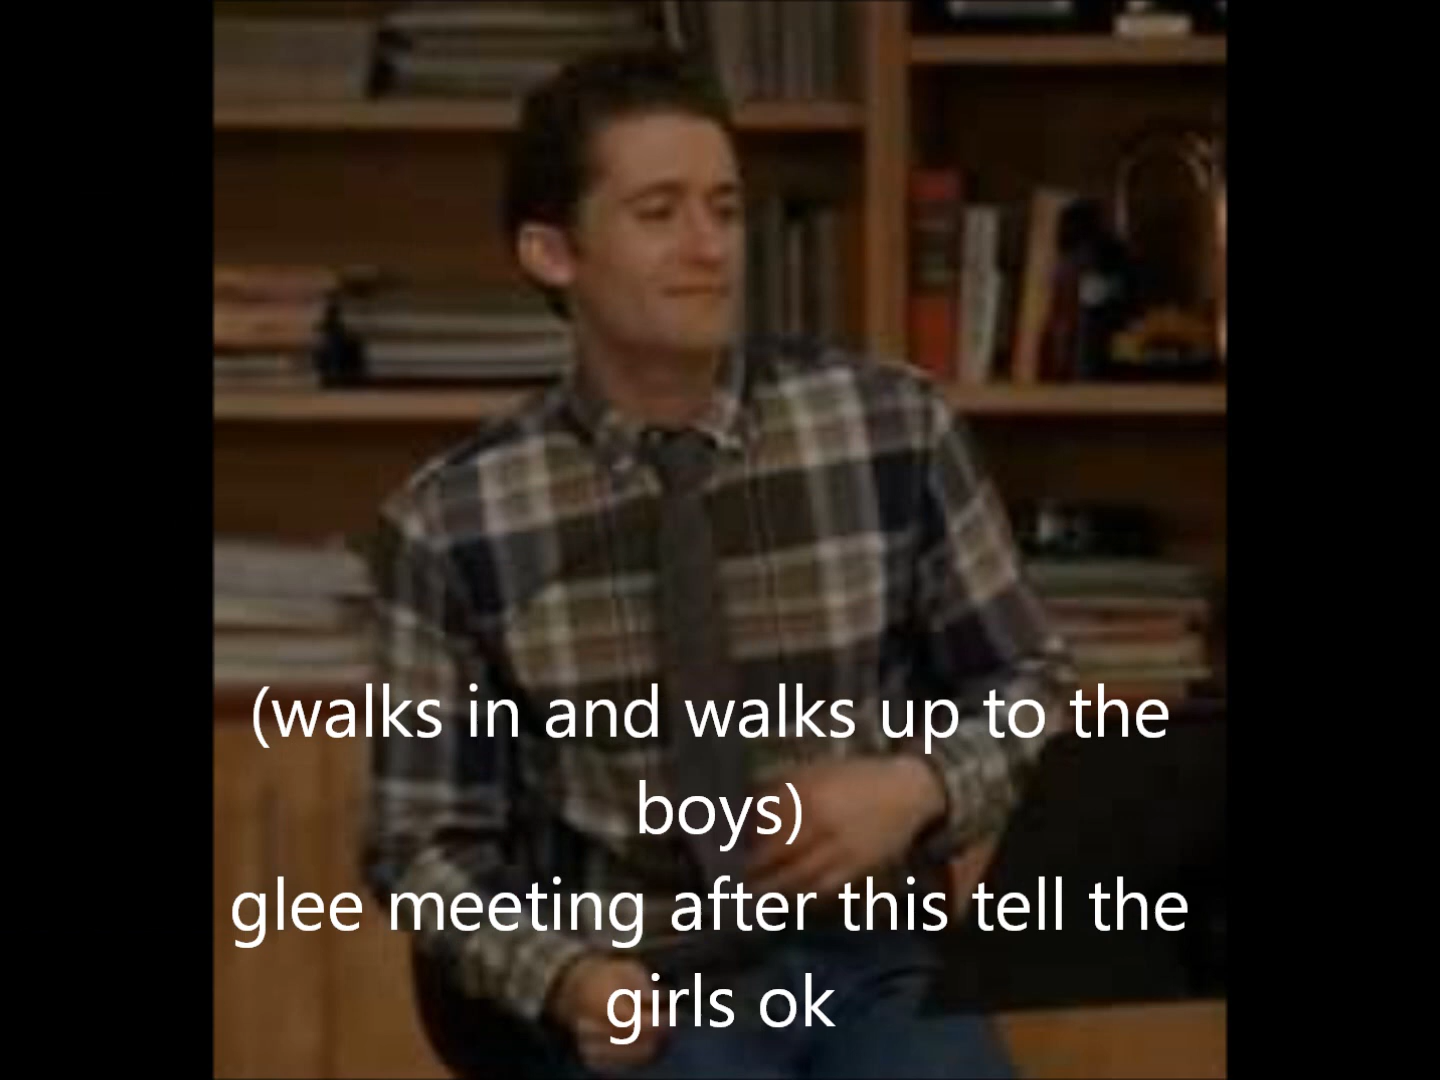 (walks in and walks up to the
boys)
glee meeting after this tell the
girls ok